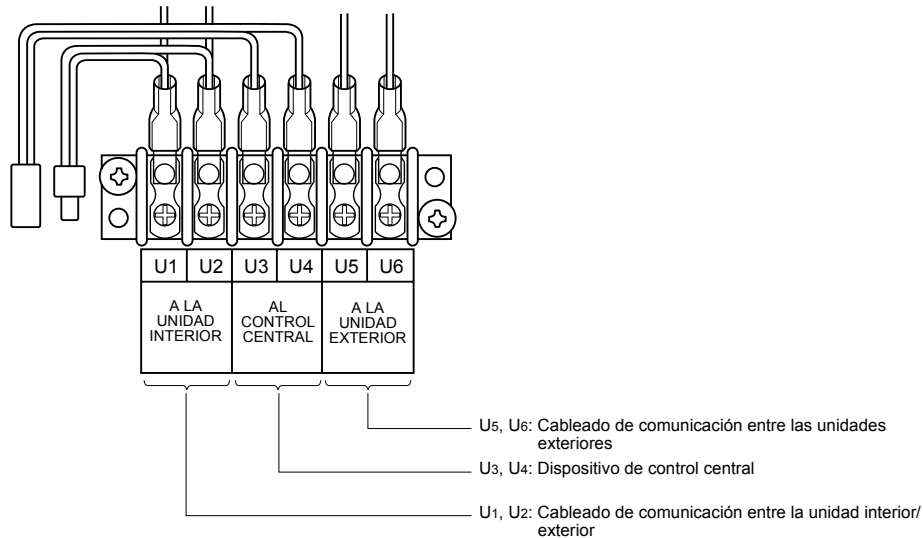 U1 U2 U3 U4 U5 U6
A LA
UNIDAD
INTERIOR
AL
CONTROL
CENTRAL
A LA
UNIDAD
EXTERIOR
U5, U6: Cableado de comunicación entre las unidades
exteriores
U3, U4: Dispositivo de control central
U1, U2: Cableado de comunicación entre la unidad interior/
exterior